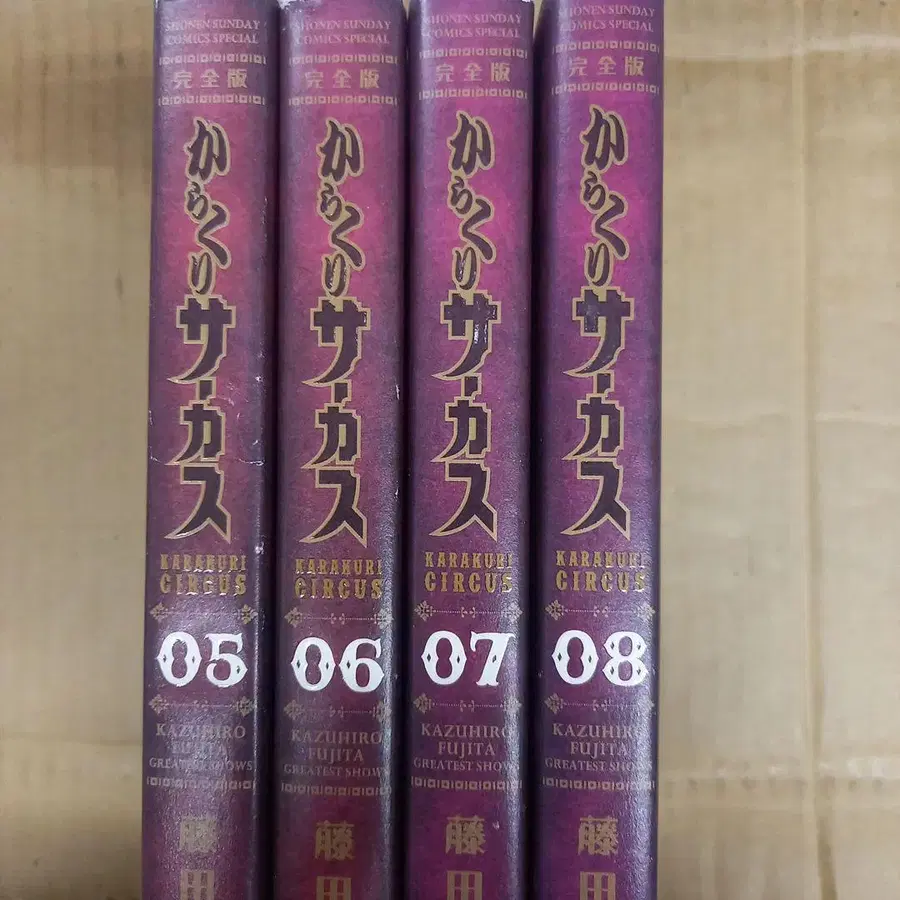 SHONEN SUNDAY
COMICS SPECIAL
完全版
からくり
サーカス
KARAKURI
CIRCUS
05
KAZUHIRO
FUJITA
GREATEST SHOWS
藤田
SHONEN SUNDAY
COMICS SPECIAL
完全版
からくり
サーカス
KARAKURI
CIRCUS
06
KAZUHIRO
FUJITA
GREATEST SHOWS
藤田
SHONEN SUNDAY
COMICS SPECIAL
完全版
からくり
サーカス
KARAKURI
CIRCUS
07
KAZUHIRO
FUJITA
GREATEST SHOWS
藤田
SHONEN SUNDAY
COMICS SPECIAL
完全版
からくり
サーカス
KARAKURI
CIRCUS
08
KAZUHIRO
FUJITA
GREATEST SHOWS
藤田